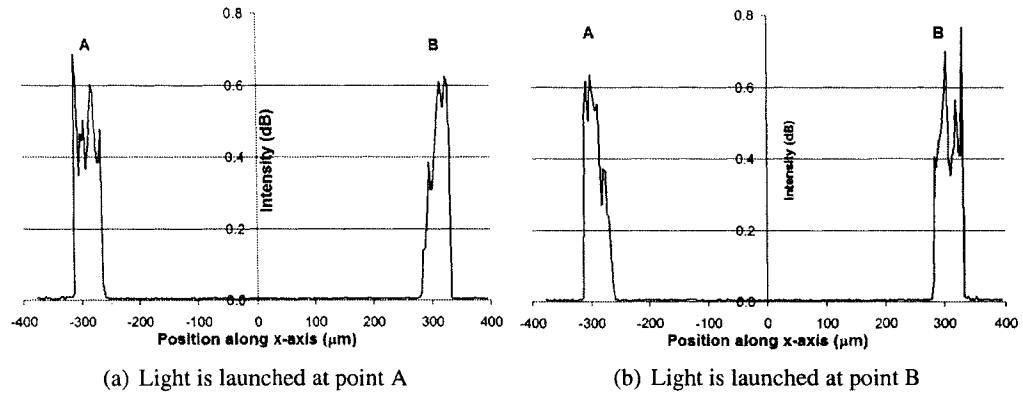 0.8
A
B
0.6
0.4
0.2
0.0
Intensity (dB)
-400 -300 -200 -100 0 100 200 300 400
Position along x-axis (μm)
(a) Light is launched at point A
0.8
A
B
0.6
0.4
0.2
0.0
Intensity (dB)
-400 -300 -200 -100 0 100 200 300 400
Position along x-axis (μm)
(b) Light is launched at point B